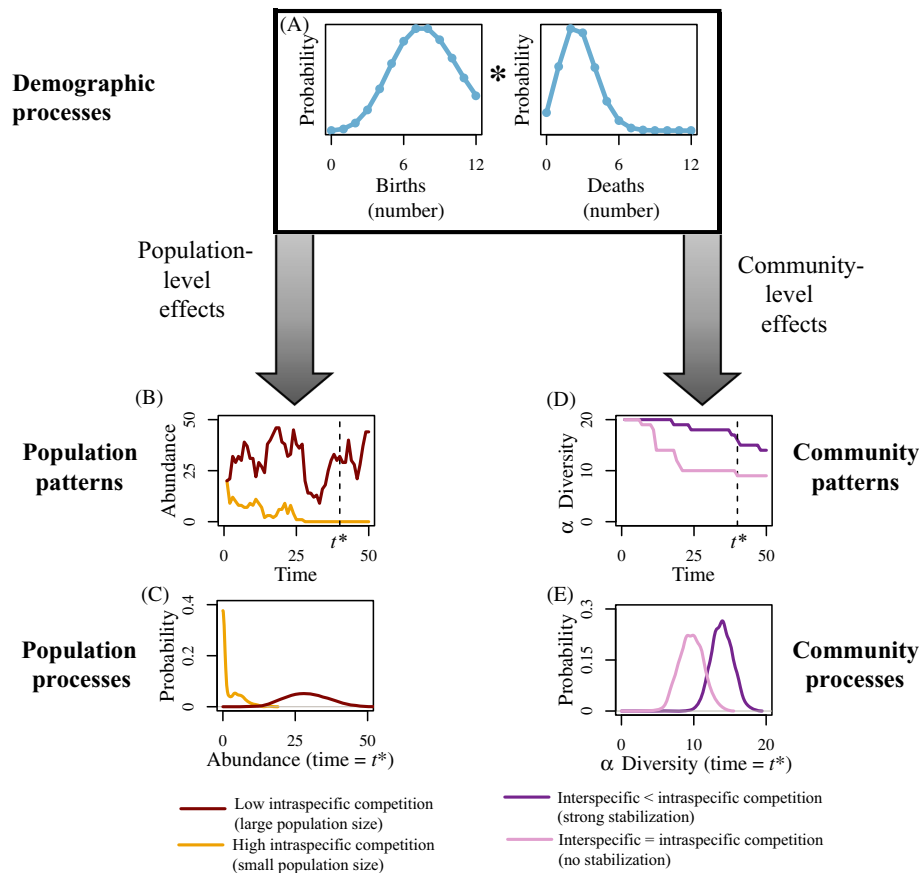 Demographic
processes
(A)
Probability
0 6 12
Births
(number)
*
Probability
0 6 12
Deaths
(number)
Population-
level
effects
Community-
level
effects
Population
patterns
(B)
Abundance
50
25
0
0 25 t* 50
Time
(D)
α Diversity
20
10
0
0 25 t* 50
Time
Community
patterns
Population
processes
(C)
Probability
0.4
0.2
0
0 25 50
Abundance (time = t*)
(E)
Probability
0.3
0.15
0
0 10 20
α Diversity (time = t*)
Community
processes
Low intraspecific competition
(large population size)
High intraspecific competition
(small population size)
Interspecific < intraspecific competition
(strong stabilization)
Interspecific = intraspecific competition
(no stabilization)